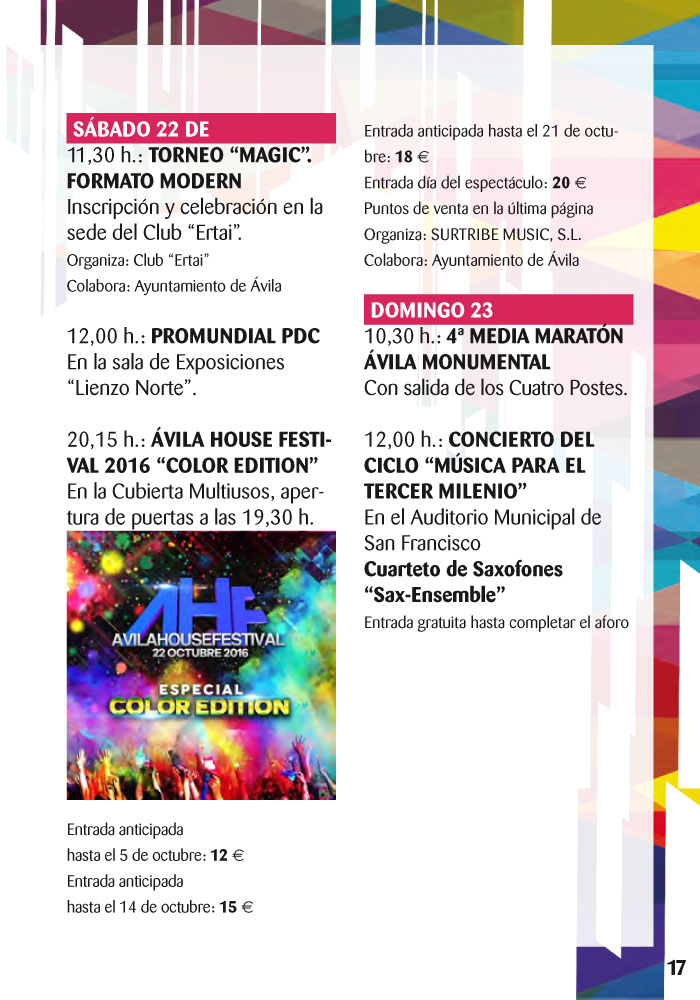 SÁBADO 22 DE
11,30 h.: TORNEO “MAGIC”.
FORMATO MODERN
Inscripción y celebración en la
sede del Club “Ertai”.
Organiza: Club “Ertai”
Colabora: Ayuntamiento de Ávila
12,00 h.: PROMUNDIAL PDC
En la sala de Exposiciones
“Lienzo Norte”.
20,15 h.: ÁVILA HOUSE FESTI-
VAL 2016 “COLOR EDITION”
En la Cubierta Multiusos, aper-
tura de puertas a las 19,30 h.
AHF
AVILAHOUSEFESTIVAL
22 OCTUBRE 2016
ESPECIAL
COLOR EDITION
Entrada anticipada
hasta el 5 de octubre: 12 €
Entrada anticipada
hasta el 14 de octubre: 15 €
Entrada anticipada hasta el 21 de octu-
bre: 18 €
Entrada día del espectáculo: 20 €
Puntos de venta en la última página
Organiza: SURTRIBE MUSIC, S.L.
Colabora: Ayuntamiento de Ávila
DOMINGO 23
10,30 h.: 4ª MEDIA MARATÓN
ÁVILA MONUMENTAL
Con salida de los Cuatro Postes.
12,00 h.: CONCIERTO DEL
CICLO “MÚSICA PARA EL
TERCER MILENIO”
En el Auditorio Municipal de
San Francisco
Cuarteto de Saxofones
“Sax-Ensemble”
Entrada gratuita hasta completar el aforo
17